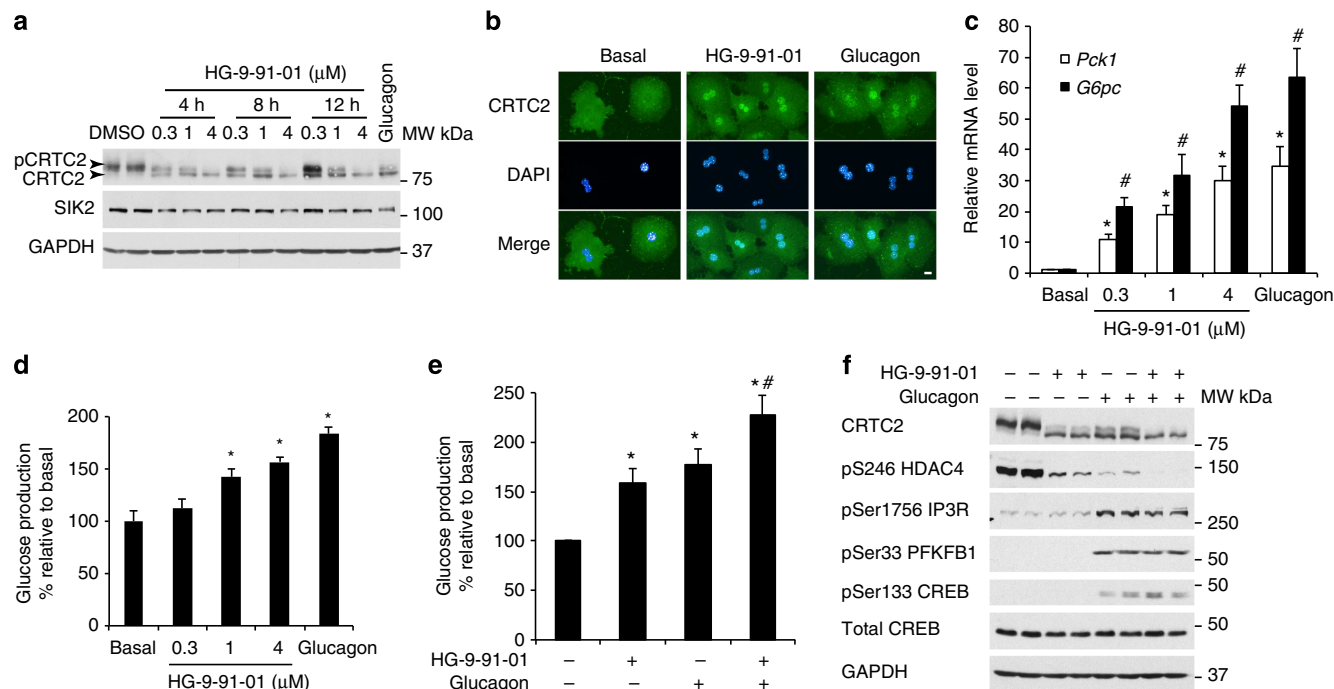 a
HG-9-91-01 (μM)
4 h 8 h 12 h
Glucagon
DMSO 0.3 1 4 0.3 1 4 0.3 1 4 MW kDa
pCRTC2
CRTC2
75
SIK2
100
GAPDH
37
b
Basal HG-9-91-01 Glucagon
CRTC2
DAPI
Merge
c
Relative mRNA level
80
70
60
50
40
30
20
10
0
Pck1
G6pc
* # * # * # * #
Basal 0.3 1 4 Glucagon
HG-9-91-01 (μM)
d
Glucose production
% relative to basal
200
150
100
50
0
* * *
Basal 0.3 1 4 Glucagon
HG-9-91-01 (μM)
e
Glucose production
% relative to basal
250
200
150
100
50
0
* * * #
HG-9-91-01 – + – +
Glucagon – – + +
f
HG-9-91-01 – – + + – – + +
Glucagon – – – – + + + + MW kDa
CRTC2
75
pS246 HDAC4
150
pSer1756 IP3R
250
pSer33 PFKFB1
50
pSer133 CREB
50
Total CREB
50
GAPDH
37